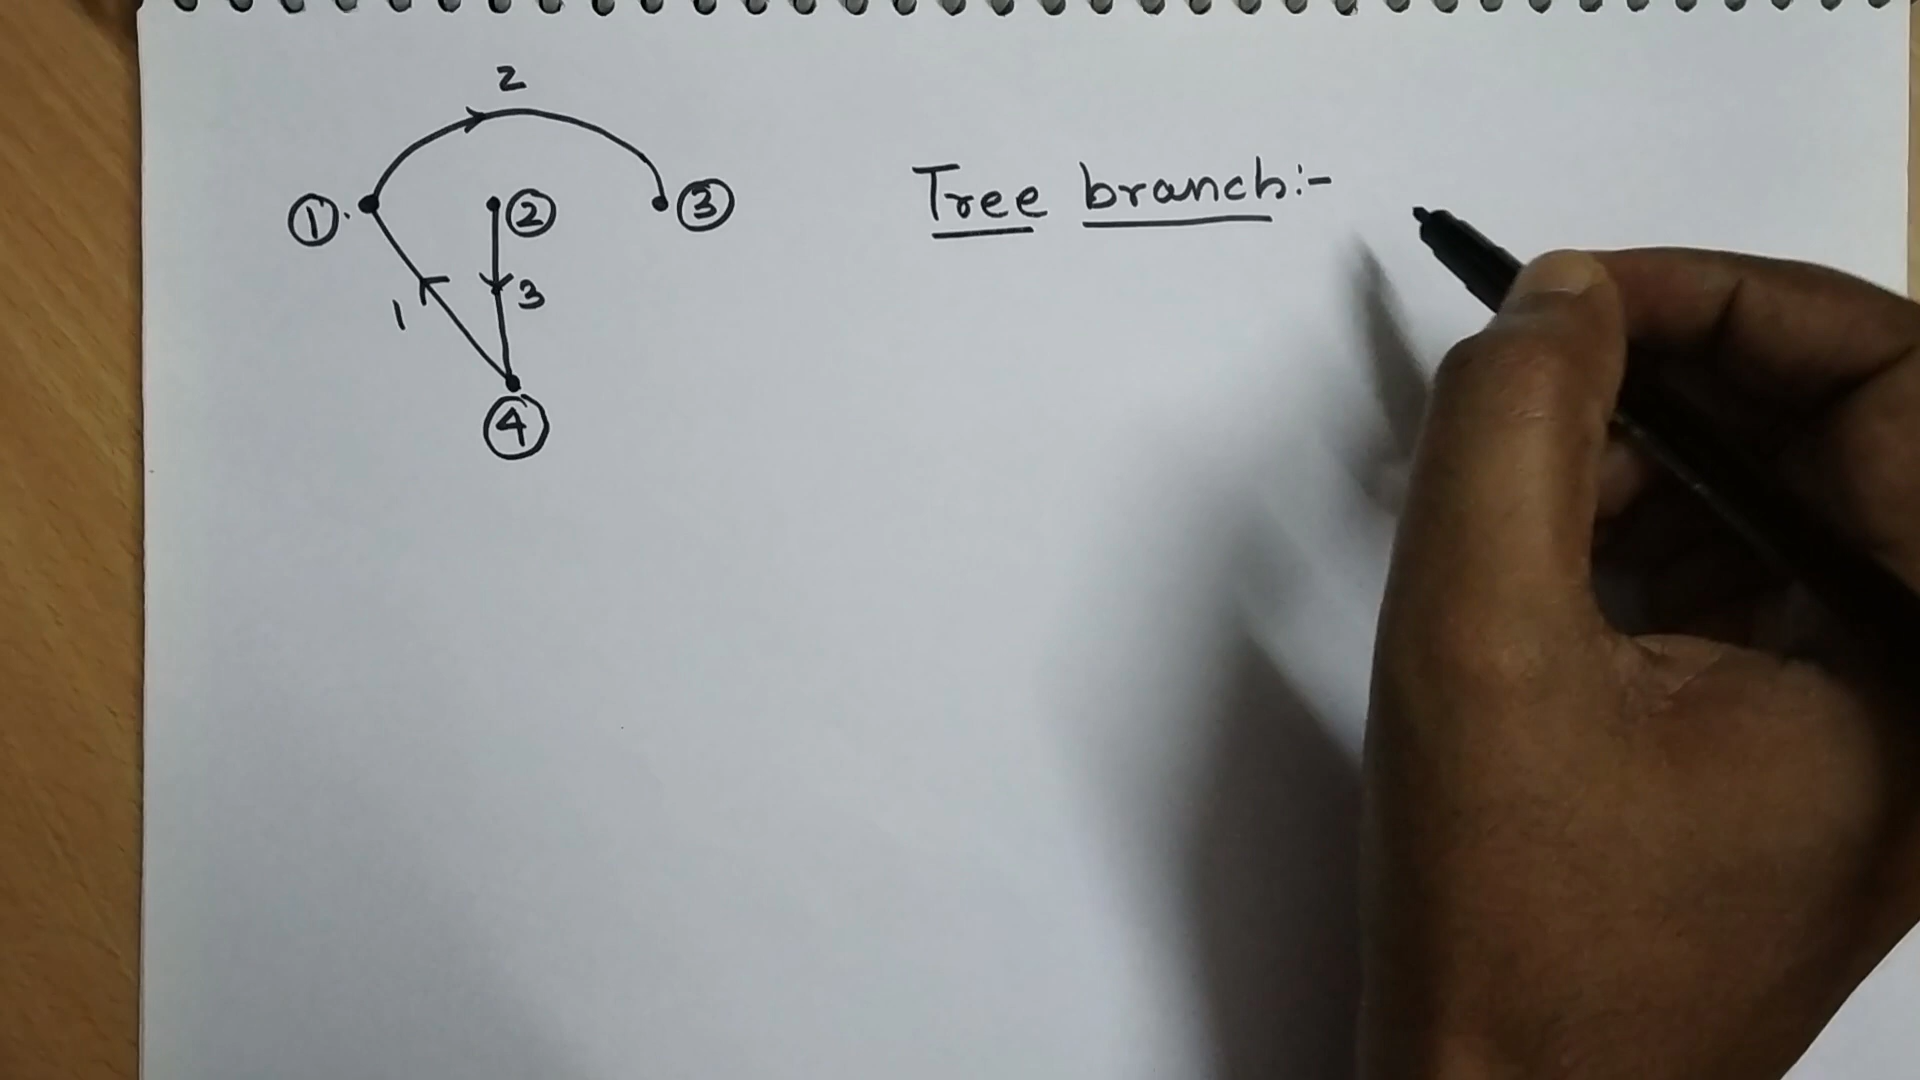 2
① ② ③
Tree branch:-
1 3
④